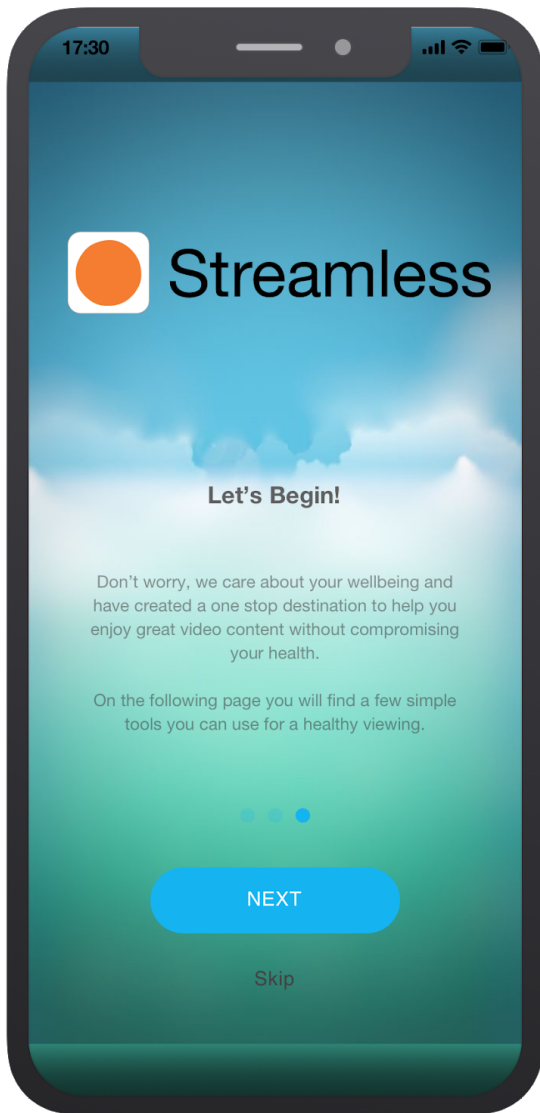 17:30
Streamless
Let’s Begin!
Don’t worry, we care about your wellbeing and
have created a one stop destination to help you
enjoy great video content without compromising
your health.
On the following page you will find a few simple
tools you can use for a healthy viewing.
NEXT
Skip